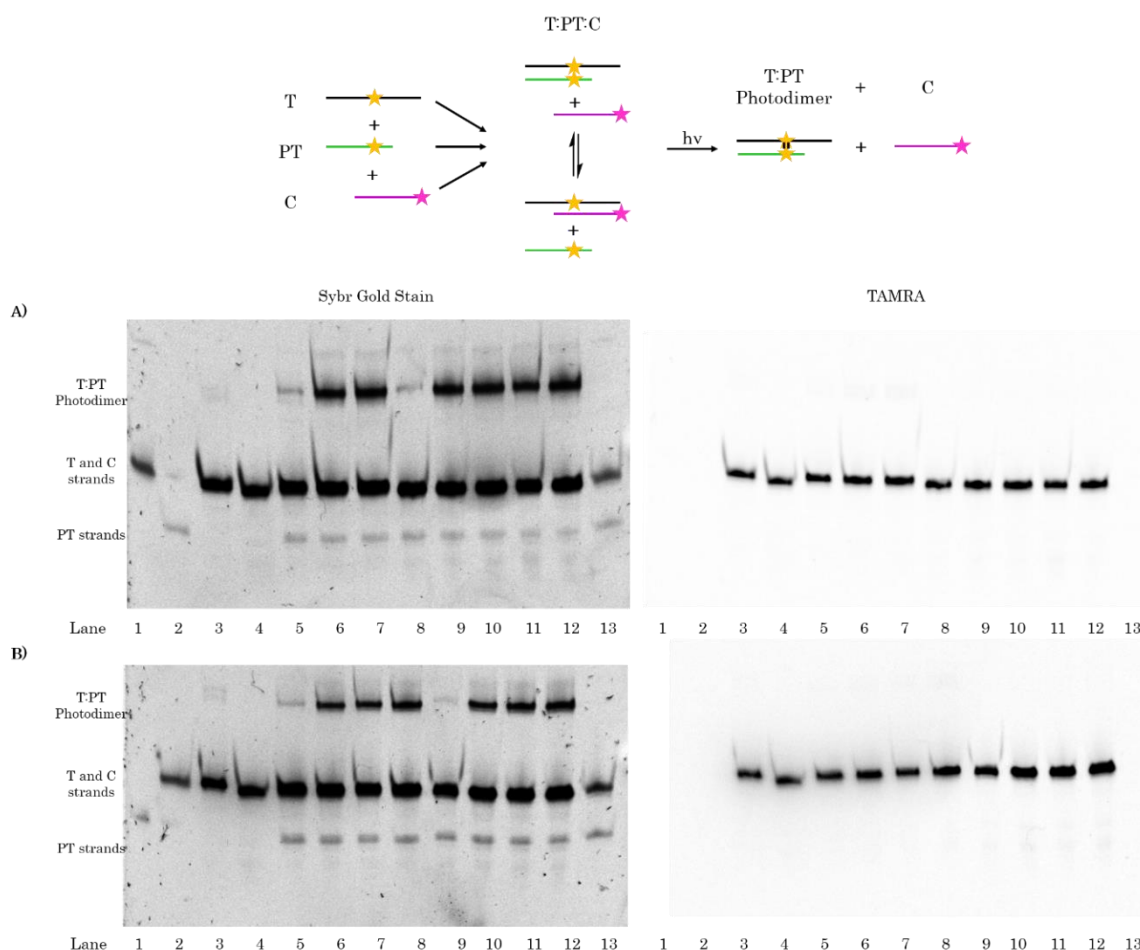 T:PT:C
T
+
PT
+
C
+
+
hv
T:PT
Photodimer + C
+
A)
Sybr Gold Stain TAMRA
T:PT
Photodimer
T and C
strands
PT strands
Lane 1 2 3 4 5 6 7 8 9 10 11 12 13 1 2 3 4 5 6 7 8 9 10 11 12 13
B)
T:PT
Photodimer
T and C
strands
PT strands
Lane 1 2 3 4 5 6 7 8 9 10 11 12 13 1 2 3 4 5 6 7 8 9 10 11 12 13